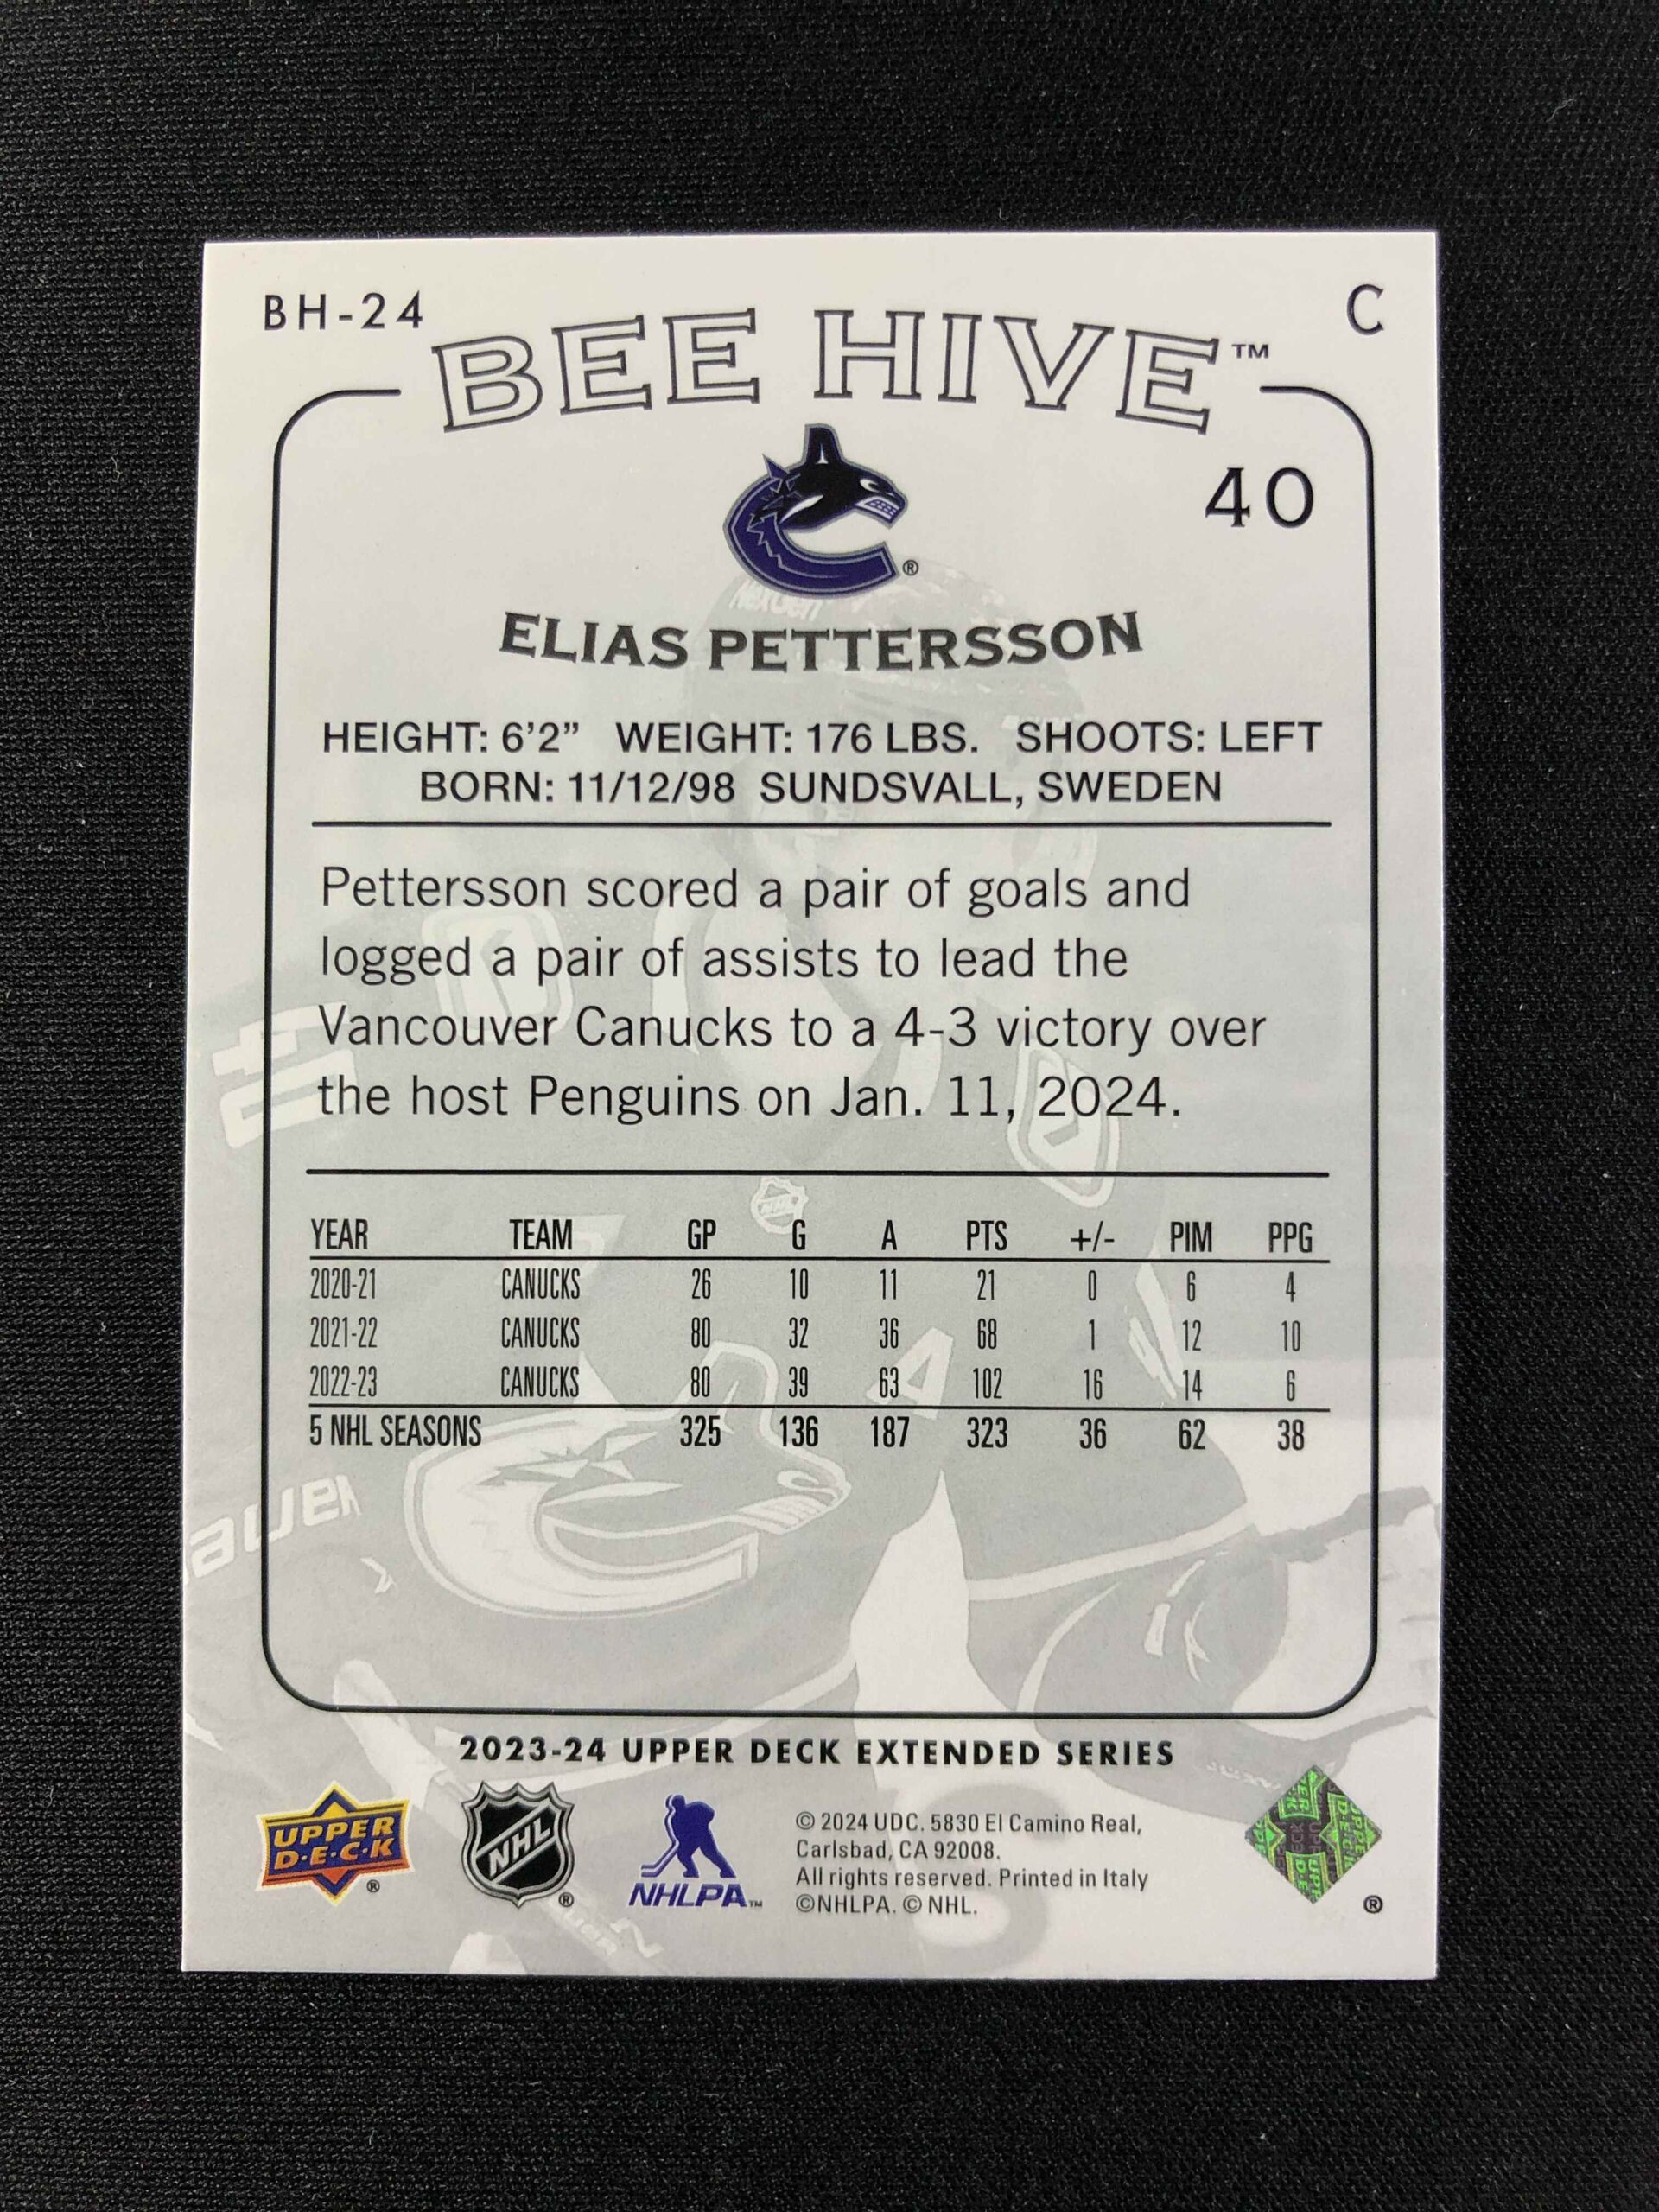 BH-24
C
BEE HIVE™
40
®
NexGen
ELIAS PETTERSSON
HEIGHT: 6'2” WEIGHT: 176 LBS. SHOOTS: LEFT
BORN: 11/12/98 SUNDSVALL, SWEDEN
Pettersson scored a pair of goals and
logged a pair of assists to lead the
Vancouver Canucks to a 4-3 victory over
the host Penguins on Jan. 11, 2024.
YEAR TEAM GP G A PTS +/- PIM PPG
2020-21 CANUCKS 26 10 11 21 0 6 4
2021-22 CANUCKS 80 32 36 68 1 12 10
2022-23 CANUCKS 80 39 63 102 16 14 6
5 NHL SEASONS 325 136 187 323 36 62 38
2023-24 UPPER DECK EXTENDED SERIES
UPPER
D·E·C·K
®
NHL
®
NHLPA™
© 2024 UDC. 5830 El Camino Real,
Carlsbad, CA 92008.
All rights reserved. Printed in Italy
©NHLPA. © NHL.
®